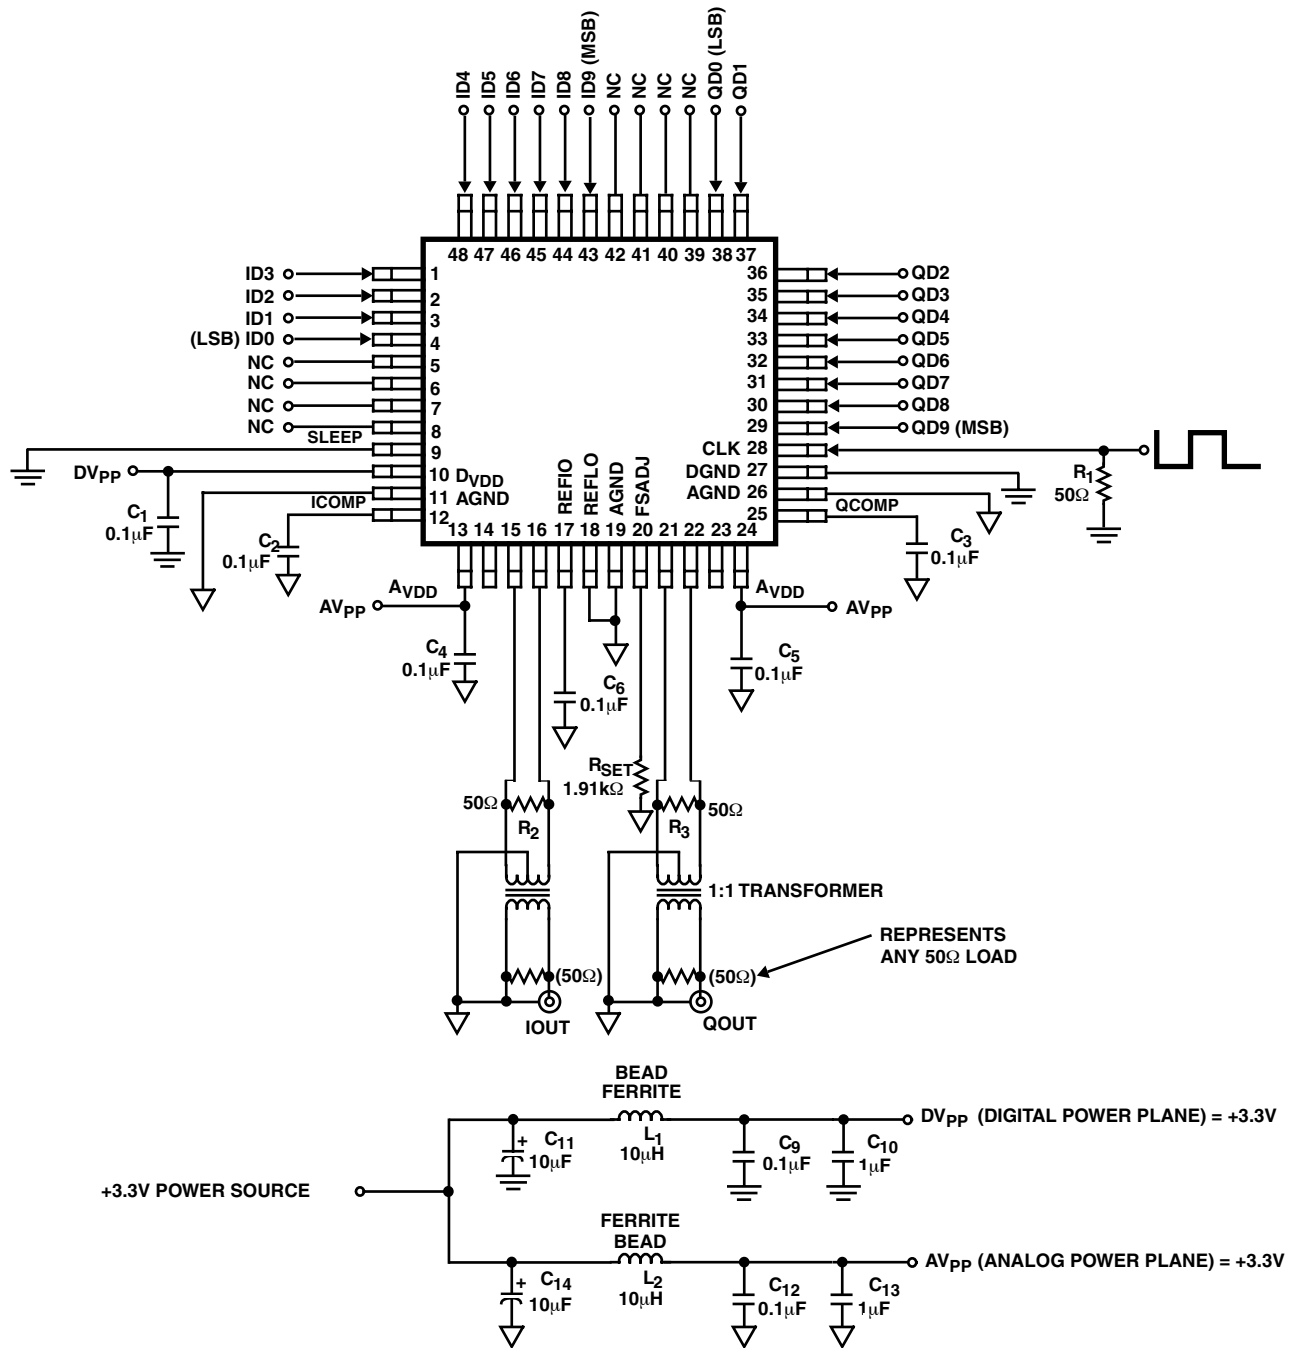 ID4
ID5
ID6
ID7
ID8
ID9 (MSB)
NC
NC
NC
NC
QD0 (LSB)
QD1
48 47 46 45 44 43 42 41 40 39 38 37
ID3 1
ID2 2
ID1 3
(LSB) ID0 4
NC 5
NC 6
NC 7
NC 8
SLEEP 9
DVPP 10 DVDD
11 AGND
ICOMP 12
C1
0.1μF
C2
0.1μF
36 QD2
35 QD3
34 QD4
33 QD5
32 QD6
31 QD7
30 QD8
29 QD9 (MSB)
CLK 28
DGND 27
AGND 26
25 QCOMP
R1
50Ω
C3
0.1μF
REFIO
REFLO
AGND
FSADJ
13 14 15 16 17 18 19 20 21 22 23 24
AVDD
AVPP
C4
0.1μF
AVDD
AVPP
C5
0.1μF
C6
0.1μF
RSET
1.91kΩ
50Ω
R2
R3
50Ω
1:1 TRANSFORMER
REPRESENTS
ANY 50Ω LOAD
(50Ω)
(50Ω)
IOUT
QOUT
BEAD
FERRITE
L1
10μH
C11
+
10μF
C9
0.1μF
C10
1μF
DVPP (DIGITAL POWER PLANE) = +3.3V
+3.3V POWER SOURCE
FERRITE
BEAD
L2
10μH
+
C14
10μF
C12
0.1μF
C13
1μF
AVPP (ANALOG POWER PLANE) = +3.3V